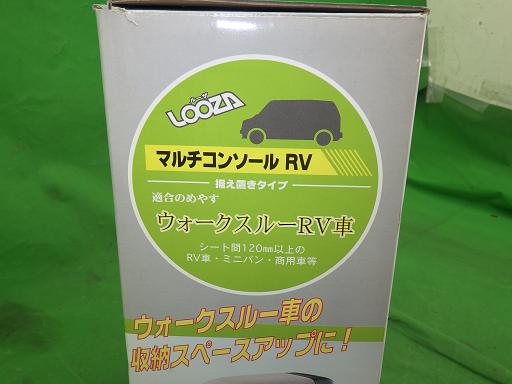 ルーザ
LOOZA
マルチコンソール RV
据え置きタイプ
適合のめやす
ウォークスルーRV車
シート間120mm以上の
RV車・ミニバン・商用車等
ウォークスルー車の
収納スペースアップに!